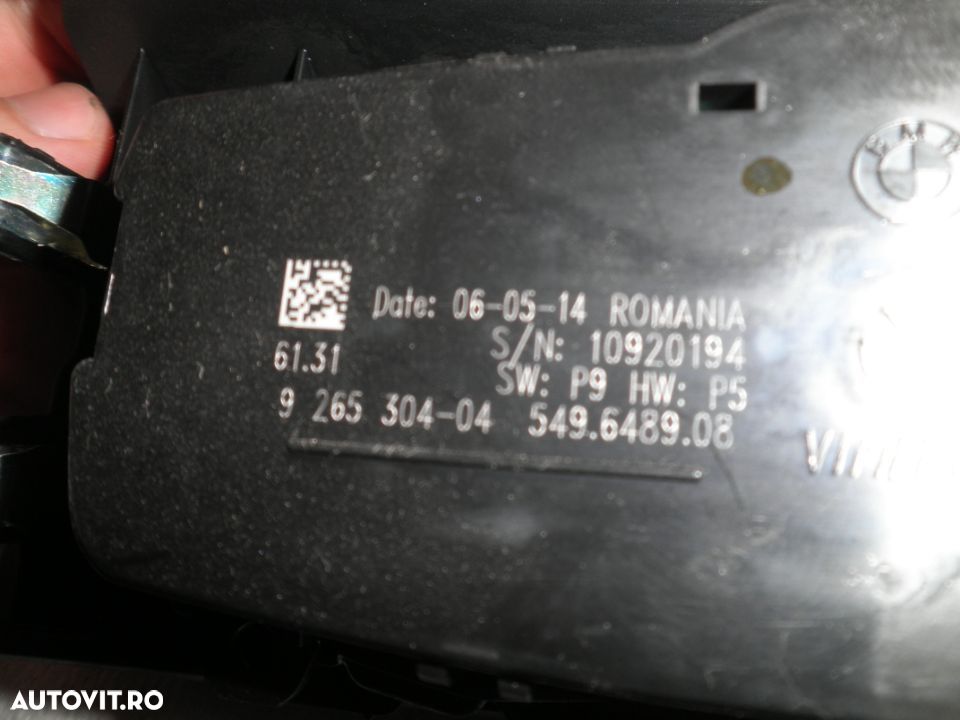 BMW
Date: 06-05-14 ROMANIA
61.31
S/N: 10920194
SW: P9 HW: P5
9 265 304-04 549.6489.08
AUTOVIT.RO